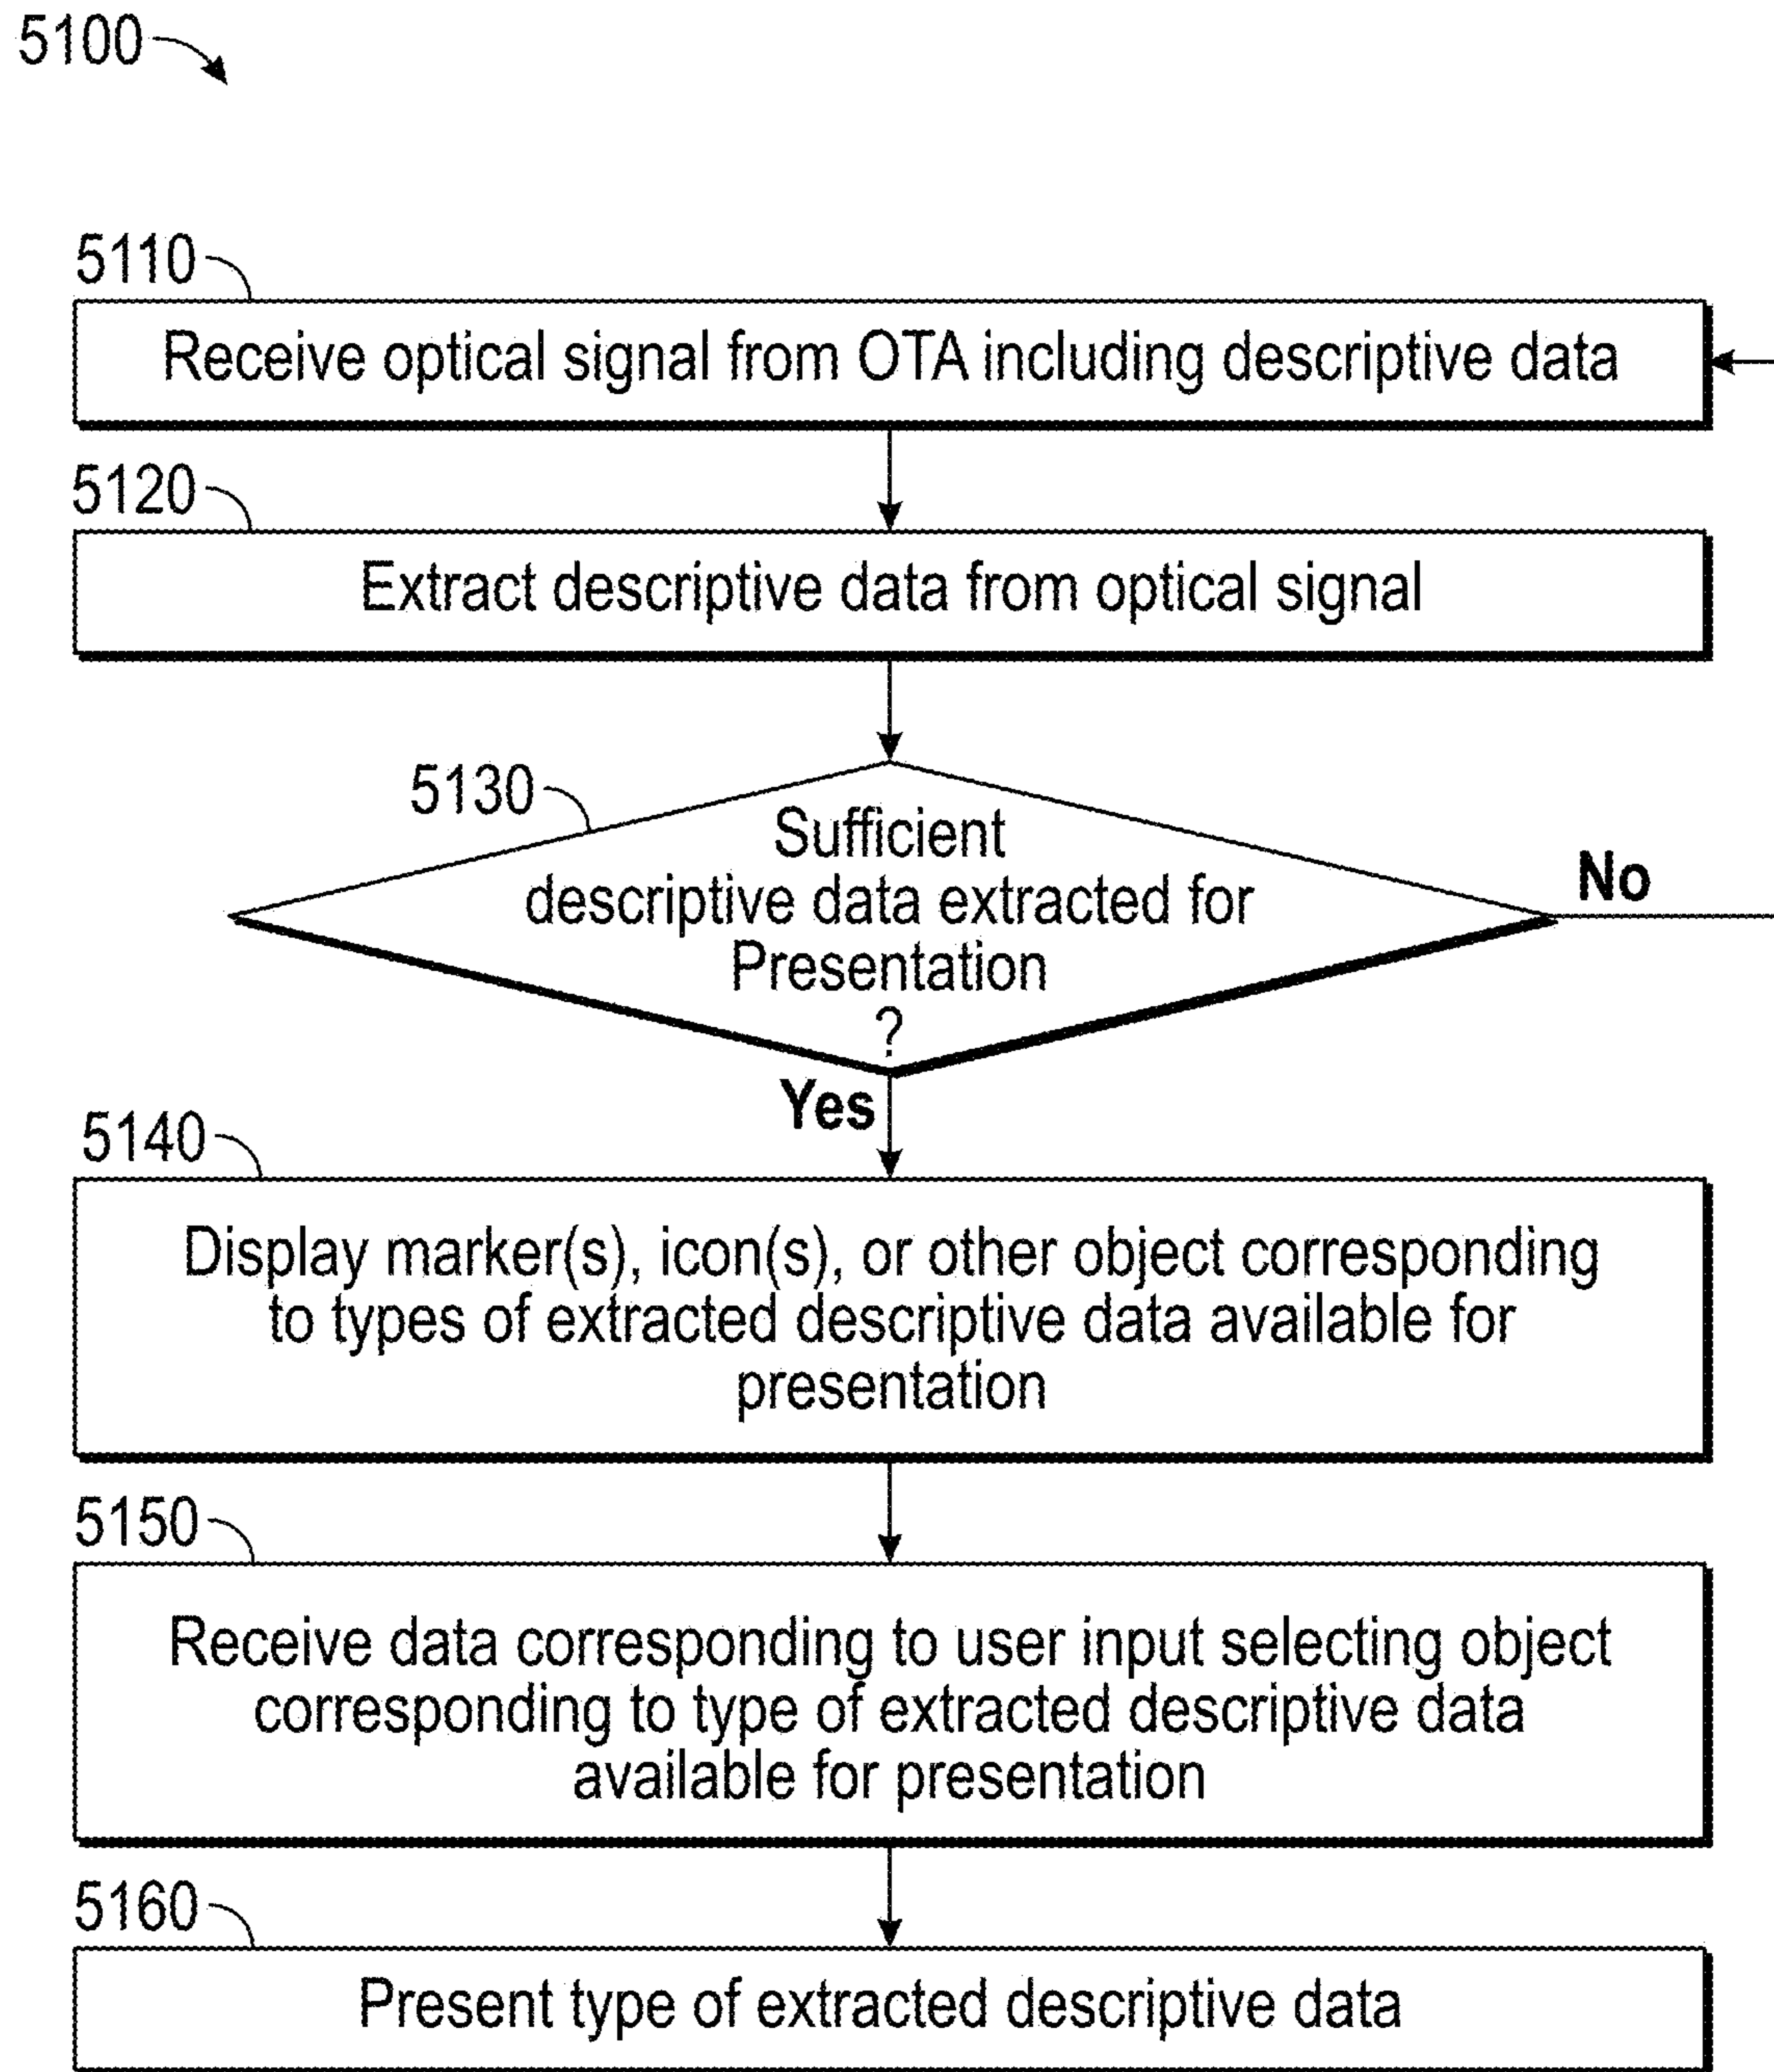 5100
5110
Receive optical signal from OTA including descriptive data
5120
Extract descriptive data from optical signal
5130
Sufficient
descriptive data extracted for
Presentation
?
No
Yes
5140
Display marker(s), icon(s), or other object corresponding
to types of extracted descriptive data available for
presentation
5150
Receive data corresponding to user input selecting object
corresponding to type of extracted descriptive data
available for presentation
5160
Present type of extracted descriptive data